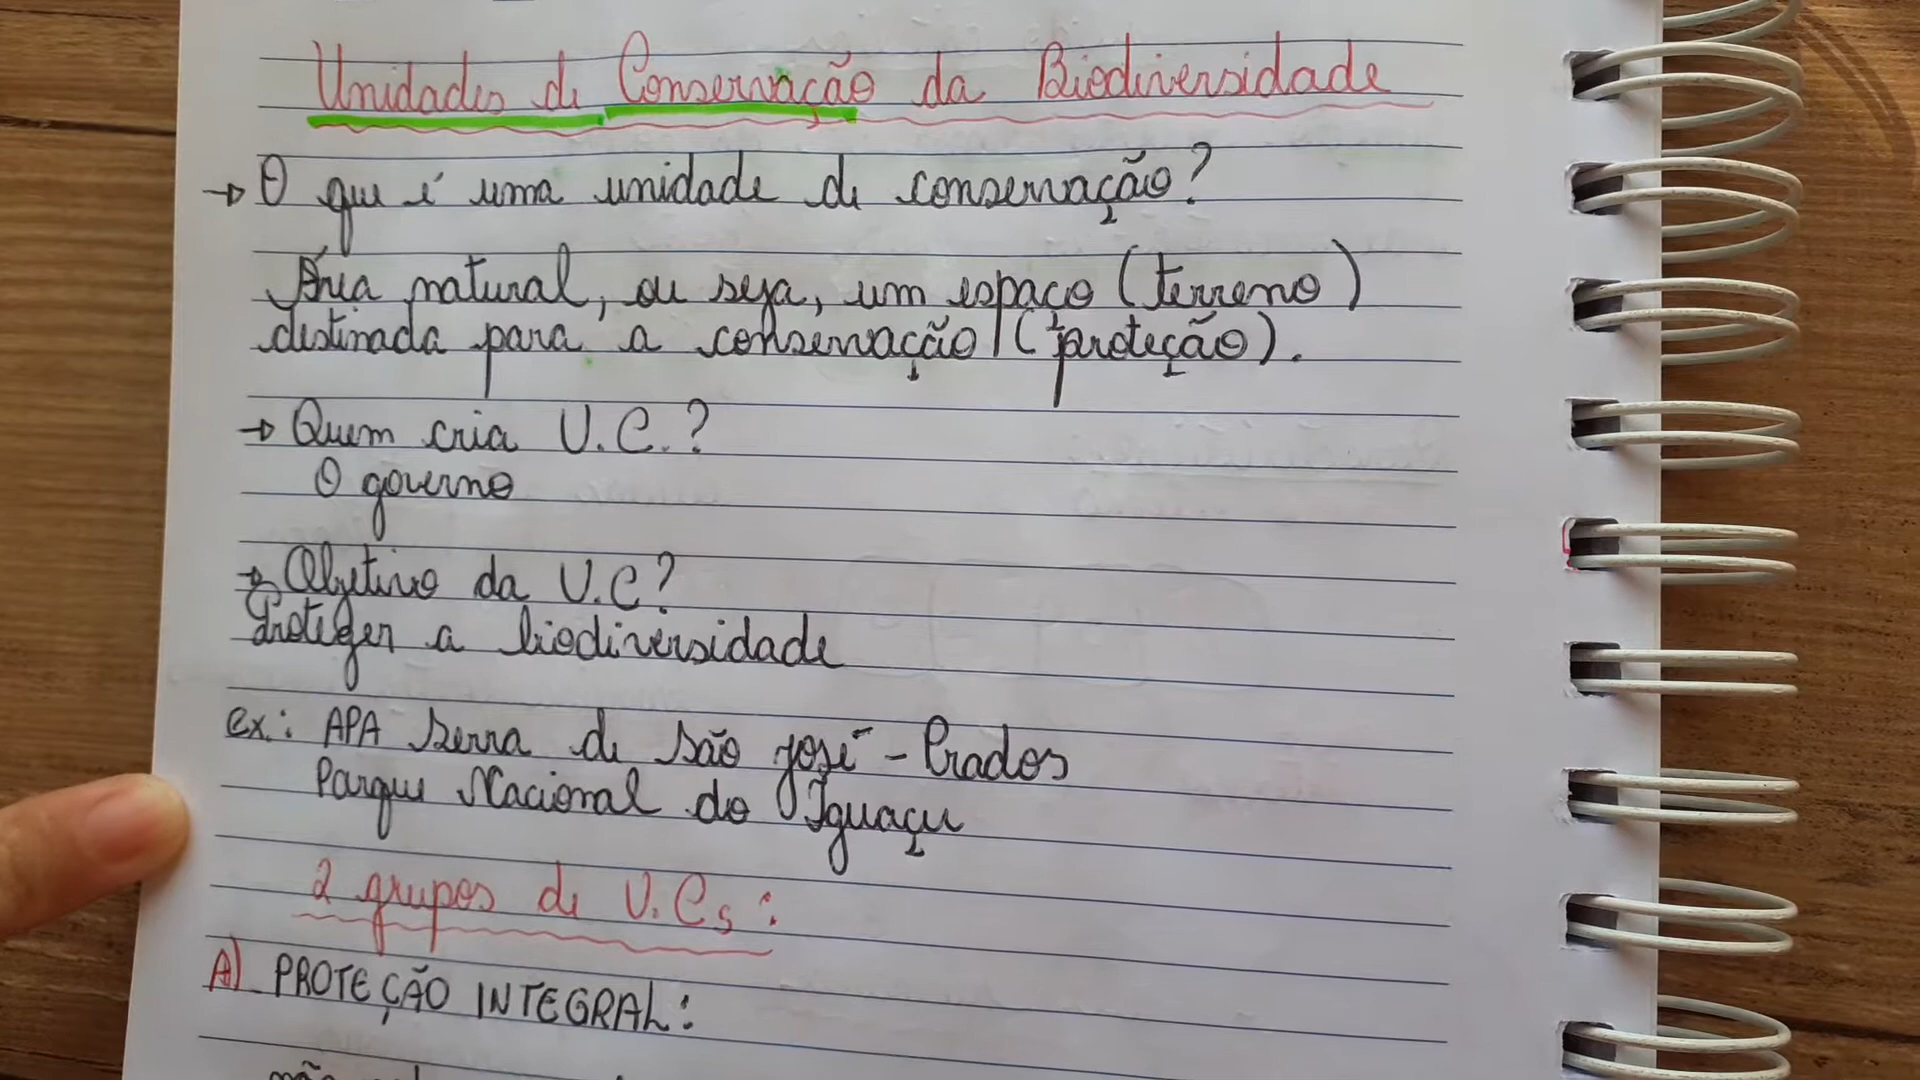 Unidades de Conservação da Biodiversidade
→ O que é uma unidade de conservação?
Área natural, ou seja, um espaço (terreno)
destinada para a conservação (proteção).
→ Quem cria U.C.?
O governo
→ Objetivo da U.C?
Proteger a biodiversidade
ex: APA Serra de São José - Prados
Parque Nacional do Iguaçu
2 grupos de U.Cs:
A) PROTEÇÃO INTEGRAL:
não